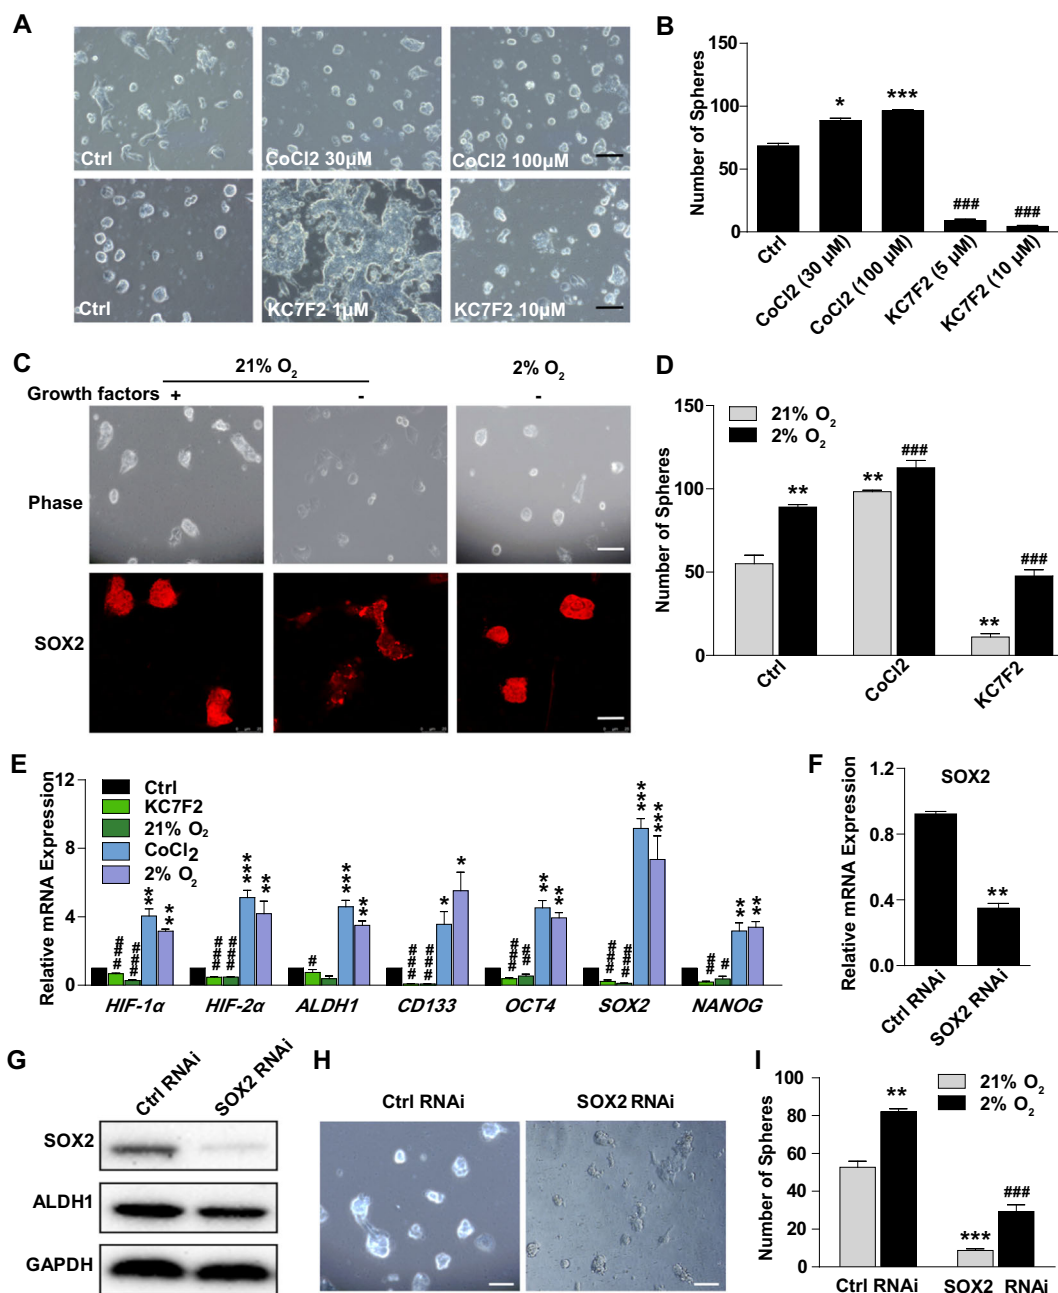 A
Ctrl
CoCl2 30µM
CoCl2 100µM
Ctrl
KC7F2 1µM
KC7F2 10µM
B
Number of Spheres
150
100
50
0
*
***
###
###
Ctrl
CoCl2 (30 µM)
CoCl2 (100 µM)
KC7F2 (5 µM)
KC7F2 (10 µM)
C
21% O2
2% O2
Growth factors + - -
Phase
SOX2
D
Number of Spheres
150
100
50
0
21% O2
2% O2
**
**
###
**
###
Ctrl
CoCl2
KC7F2
E
Relative mRNA Expression
12
8
4
0
Ctrl
KC7F2
21% O2
CoCl2
2% O2
### ### ** **
### ### *** **
# *** **
### ### * *
### ## ** **
### ### *** ***
## # ** **
HIF-1α
HIF-2α
ALDH1
CD133
OCT4
SOX2
NANOG
F
SOX2
Relative mRNA Expression
1.2
0.8
0.4
0.0
**
Ctrl RNAi
SOX2 RNAi
G
Ctrl RNAi
SOX2 RNAi
SOX2
ALDH1
GAPDH
H
Ctrl RNAi
SOX2 RNAi
I
Number of Spheres
100
80
60
40
20
0
21% O2
2% O2
**
***
###
Ctrl RNAi
SOX2 RNAi